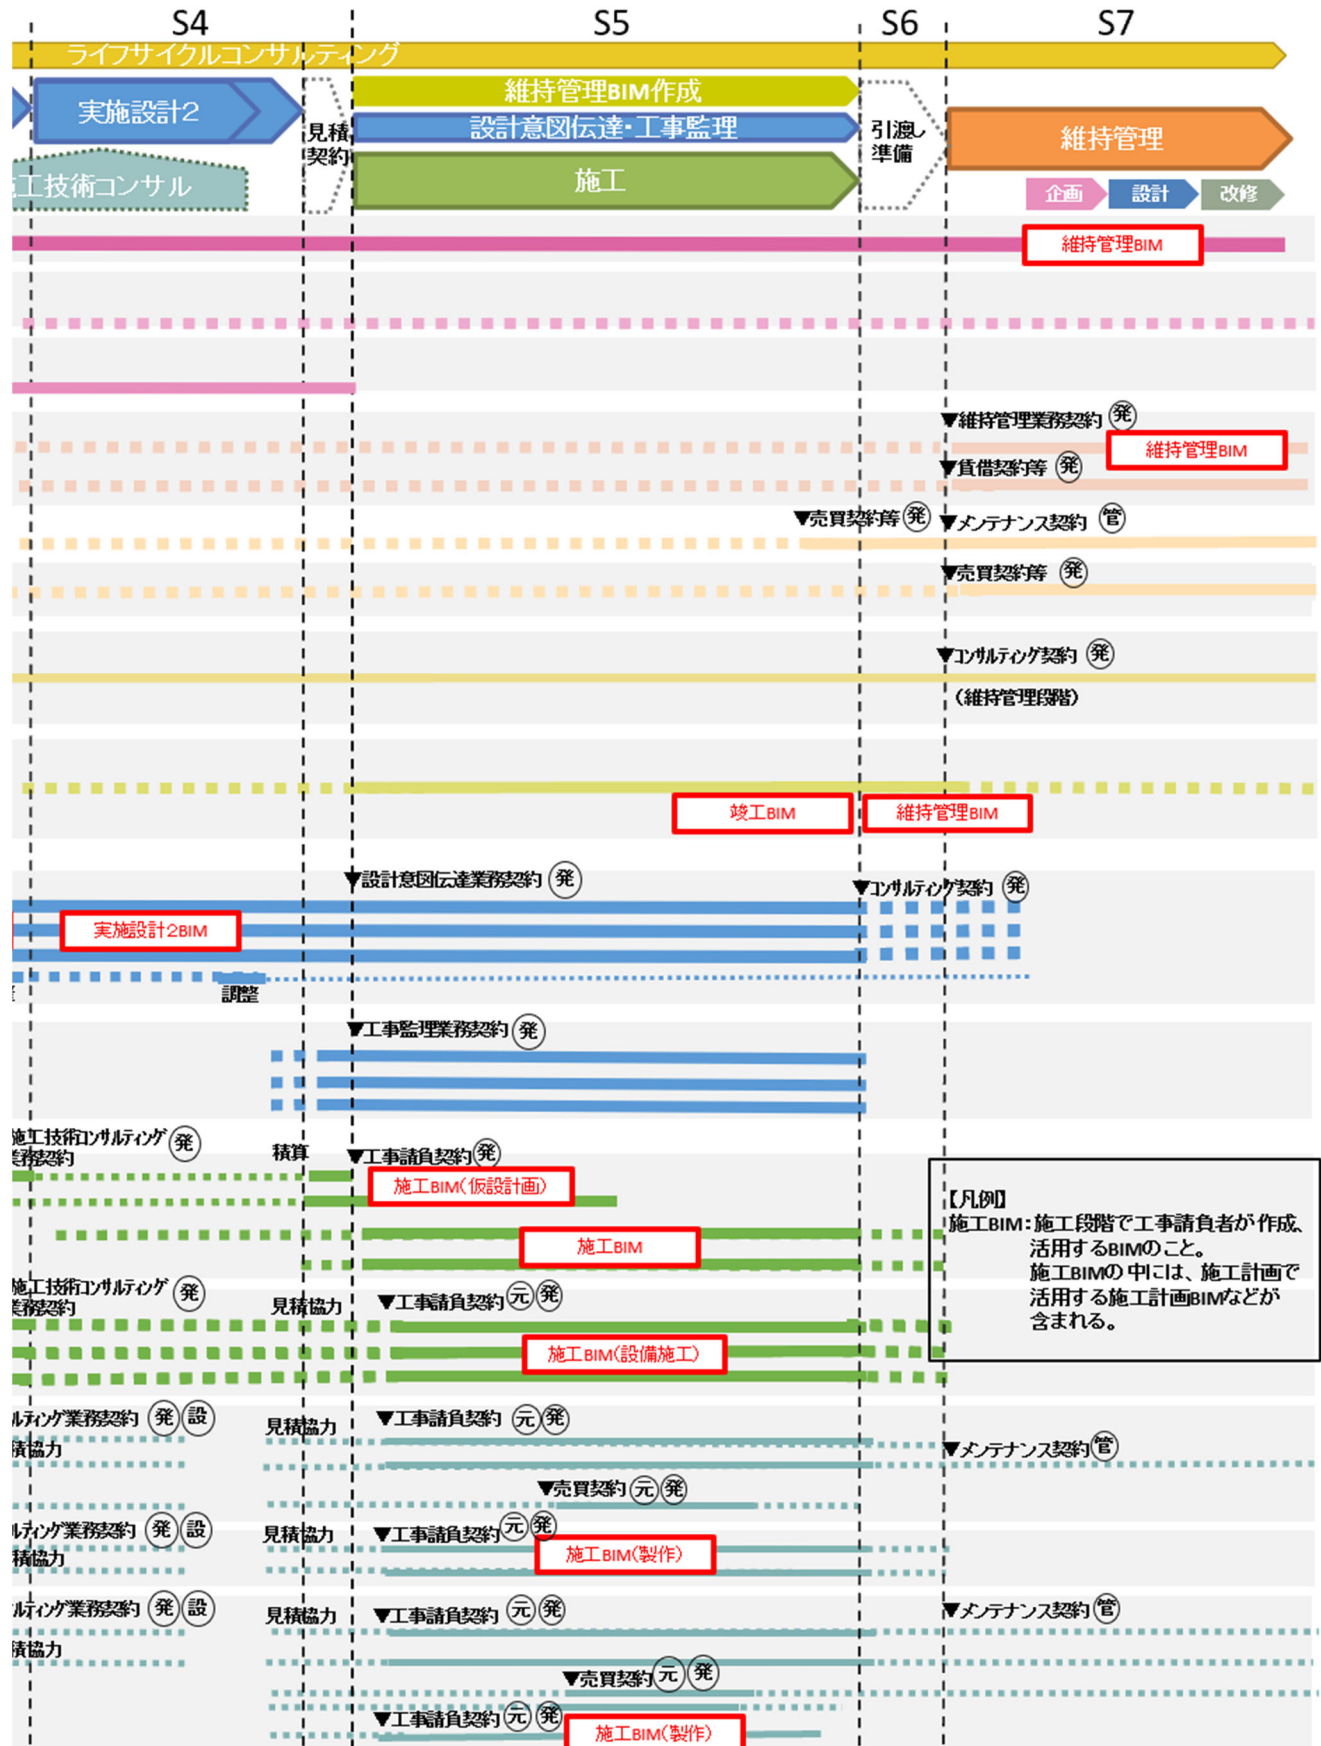 S4 S5 S6 S7
ライフサイクルコンサルティング
実施設計2
見積
契約
維持管理BIM作成
設計意図伝達・工事監理
施工
引渡し
準備
維持管理
工技術コンサル
企画 設計 改修
維持管理BIM
▼維持管理業務契約 発
維持管理BIM
▼賃借契約等 発
▼売買契約等 発 ▼メンテナンス契約 管
▼売買契約等 発
▼コンサルティング契約 発
(維持管理段階)
竣工BIM 維持管理BIM
▼設計意図伝達業務契約 発 ▼コンサルティング契約 発
実施設計2BIM
調整
▼工事監理業務契約 発
施工技術コンサルティング 発
業務契約
積算 ▼工事請負契約 発
施工BIM(仮設計画)
施工BIM
【凡例】
施工BIM:施工段階で工事請負者が作成、
活用するBIMのこと。
施工BIMの中には、施工計画で
活用する施工計画BIMなどが
含まれる。
施工技術コンサルティング 発
業務契約
見積協力 ▼工事請負契約 元 発
施工BIM(設備施工)
ルティング業務契約 発 設 見積協力 ▼工事請負契約 元 発
積協力 ▼メンテナンス契約 管
▼売買契約 元 発
ルティング業務契約 発 設 見積協力 ▼工事請負契約 元 発
積協力 施工BIM(製作)
ルティング業務契約 発 設 見積協力 ▼工事請負契約 元 発 ▼メンテナンス契約 管
積協力
▼売買契約 元 発
▼工事請負契約 元 発
施工BIM(製作)